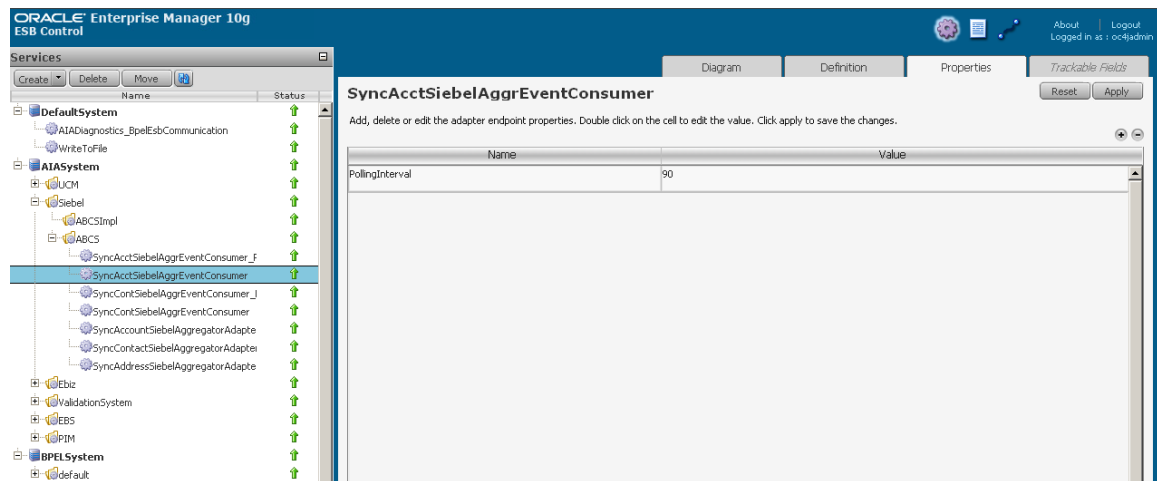 ORACLE Enterprise Manager 10g
ESB Control
About | Logout
Logged in as : oc4jadmin
Services
Create Delete Move
Name Status
DefaultSystem
AIADiagnostics_BpelEsbCommunication
WriteToFile
AIASystem
UCM
Siebel
ABCSImpl
ABCS
SyncAcctSiebelAggrEventConsumer_F
SyncAcctSiebelAggrEventConsumer
SyncContSiebelAggrEventConsumer_I
SyncContSiebelAggrEventConsumer
SyncAccountSiebelAggregatorAdapte
SyncContactSiebelAggregatorAdapter
SyncAddressSiebelAggregatorAdapte
Ebiz
ValidationSystem
EBS
PIM
BPELSystem
default
Diagram Definition Properties Trackable Fields
SyncAcctSiebelAggrEventConsumer
Reset Apply
Add, delete or edit the adapter endpoint properties. Double click on the cell to edit the value. Click apply to save the changes.
Name Value
PollingInterval 90